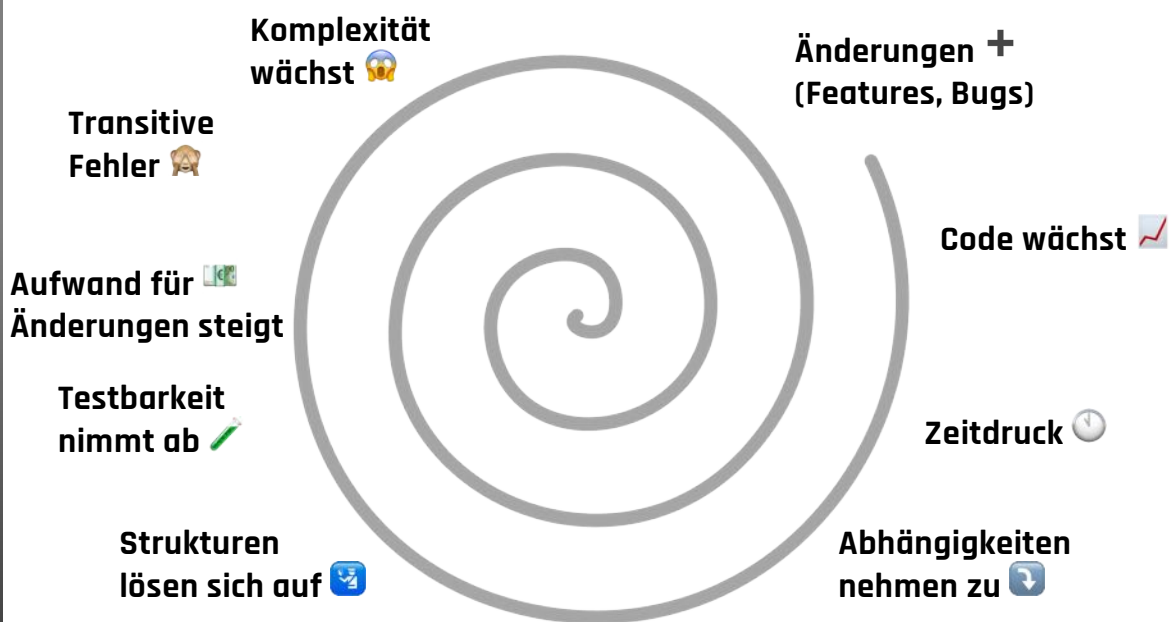 Änderungen ➕
(Features, Bugs)
Code wächst 📈
Zeitdruck 🕚
Abhängigkeiten
nehmen zu ⤵️
Strukturen
lösen sich auf 🛃
Testbarkeit
nimmt ab 🧪
Aufwand für 💶
Änderungen steigt
Transitive
Fehler 🙈
Komplexität
wächst 😱